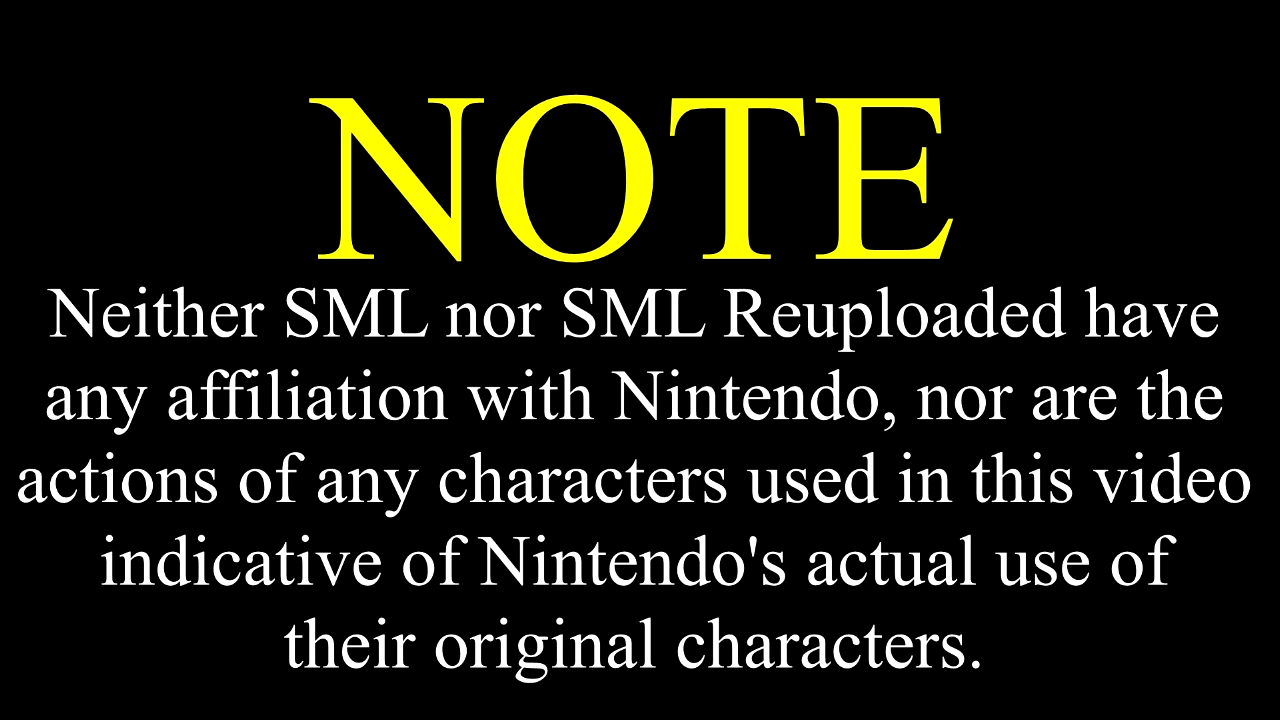 NOTE
Neither SML nor SML Reuploaded have
any affiliation with Nintendo, nor are the
actions of any characters used in this video
indicative of Nintendo's actual use of
their original characters.